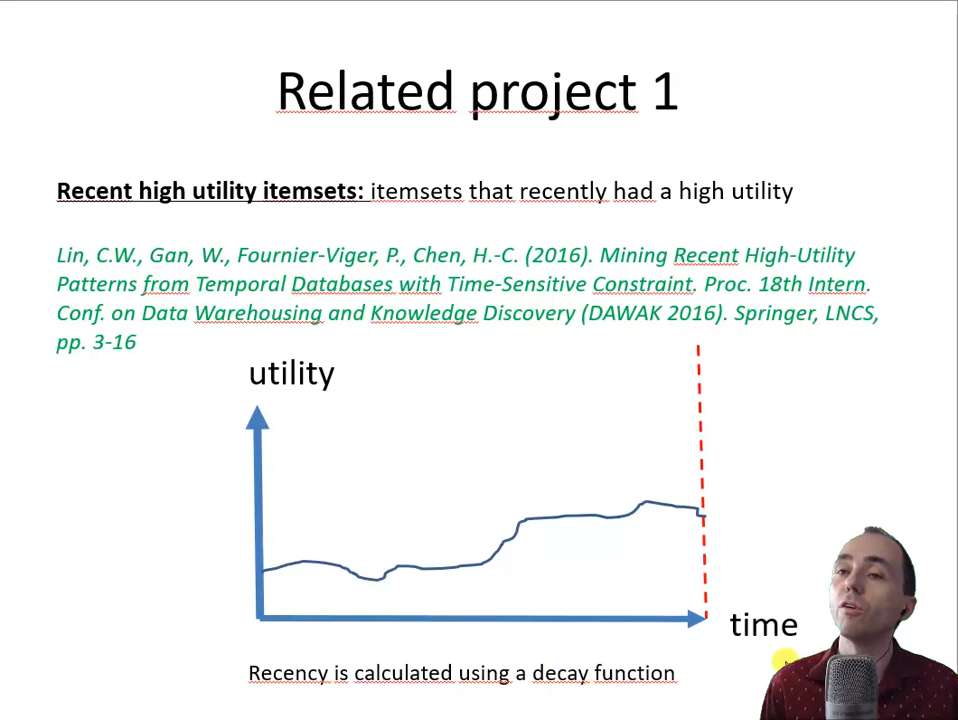 Related project 1
Recent high utility itemsets: itemsets that recently had a high utility
Lin, C.W., Gan, W., Fournier-Viger, P., Chen, H.-C. (2016). Mining Recent High-Utility
Patterns from Temporal Databases with Time-Sensitive Constraint. Proc. 18th Intern.
Conf. on Data Warehousing and Knowledge Discovery (DAWAK 2016). Springer, LNCS,
pp. 3-16
utility
time
Recency is calculated using a decay function